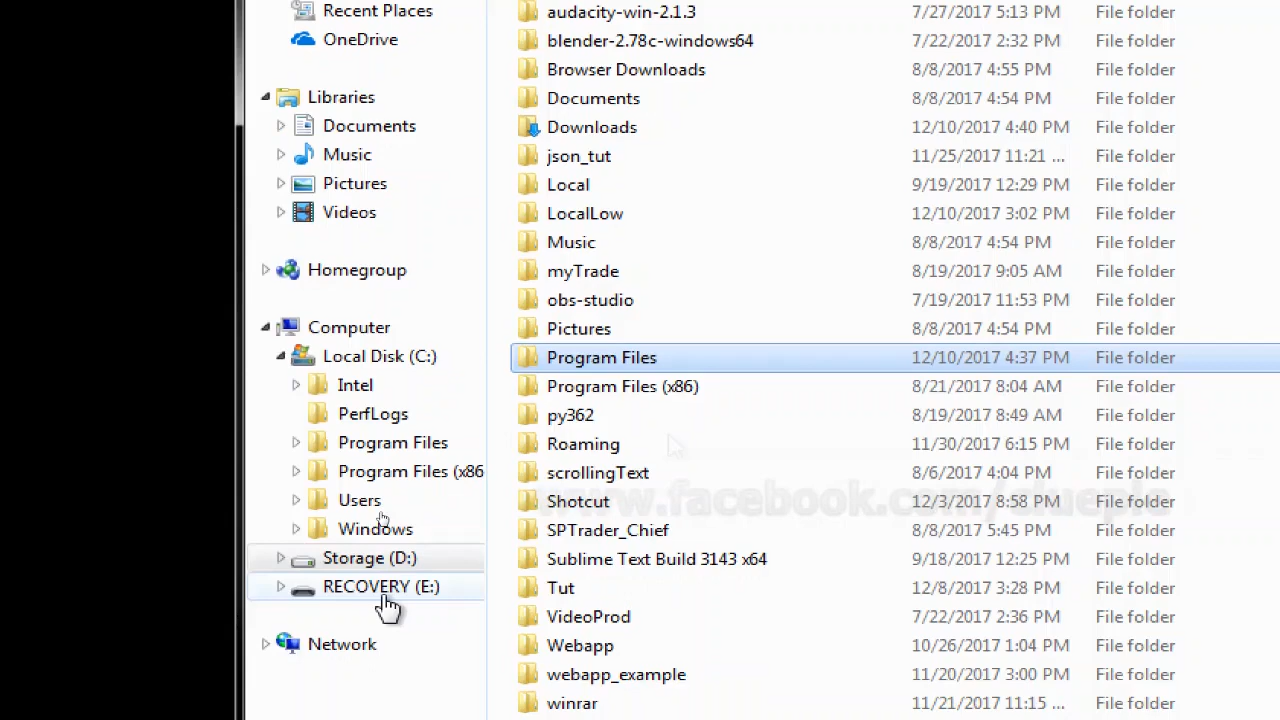 Recent Places
OneDrive
Libraries
Documents
Music
Pictures
Videos
Homegroup
Computer
Local Disk (C:)
Intel
PerfLogs
Program Files
Program Files (x86
Users
Windows
Storage (D:)
RECOVERY (E:)
Network
audacity-win-2.1.3 7/27/2017 5:13 PM File folder
blender-2.78c-windows64 7/22/2017 2:32 PM File folder
Browser Downloads 8/8/2017 4:55 PM File folder
Documents 8/8/2017 4:54 PM File folder
Downloads 12/10/2017 4:40 PM File folder
json_tut 11/25/2017 11:21 ... File folder
Local 9/19/2017 12:29 PM File folder
LocalLow 12/10/2017 3:02 PM File folder
Music 8/8/2017 4:54 PM File folder
myTrade 8/19/2017 9:05 AM File folder
obs-studio 7/19/2017 11:53 PM File folder
Pictures 8/8/2017 4:54 PM File folder
Program Files 12/10/2017 4:37 PM File folder
Program Files (x86) 8/21/2017 8:04 AM File folder
py362 8/19/2017 8:49 AM File folder
Roaming 11/30/2017 6:15 PM File folder
scrollingText 8/6/2017 4:04 PM File folder
Shotcut 12/3/2017 8:58 PM File folder
SPTrader_Chief 8/8/2017 5:45 PM File folder
Sublime Text Build 3143 x64 9/18/2017 12:25 PM File folder
Tut 12/8/2017 3:28 PM File folder
VideoProd 7/22/2017 2:36 PM File folder
Webapp 10/26/2017 1:04 PM File folder
webapp_example 11/20/2017 3:00 PM File folder
winrar 11/21/2017 11:15 ... File folder